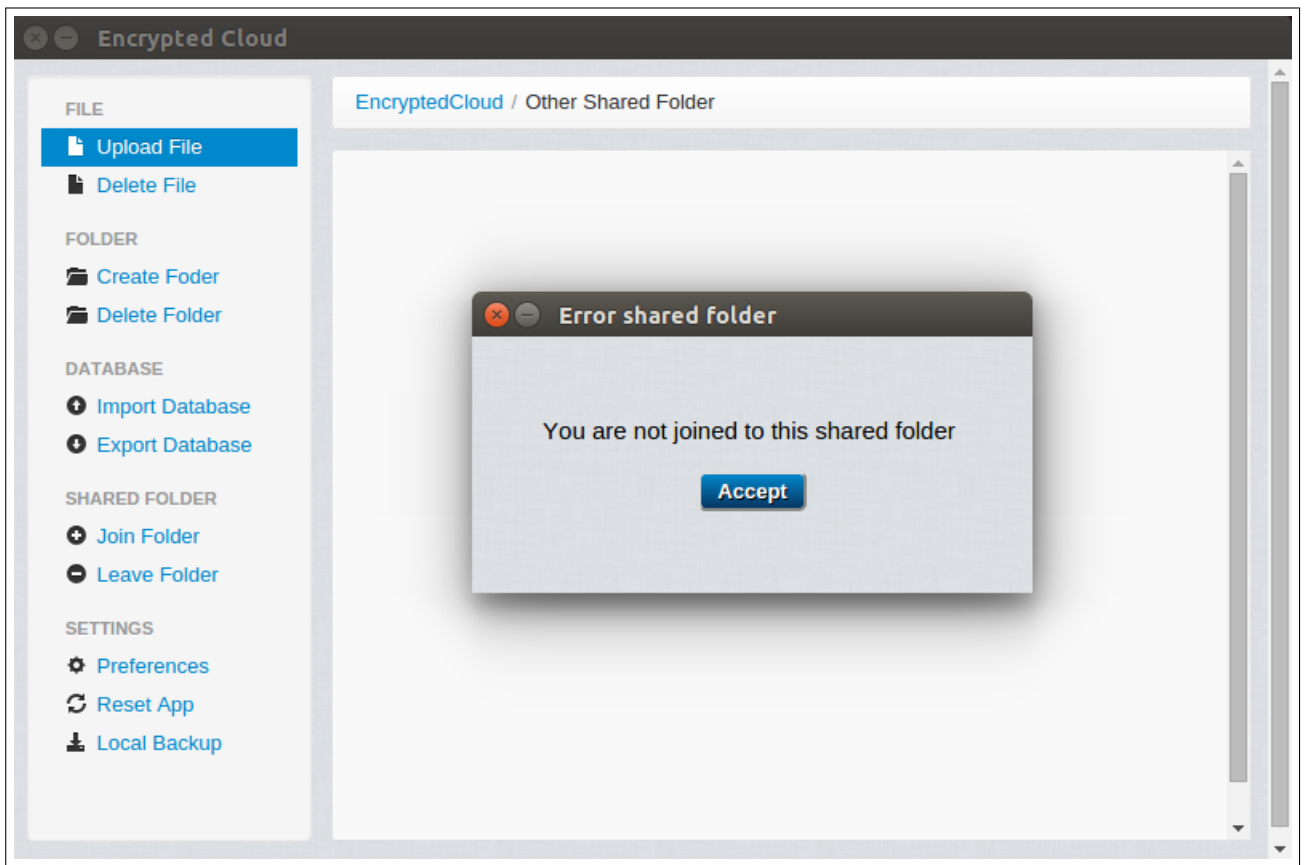 Encrypted Cloud
FILE
Upload File
Delete File
FOLDER
Create Foder
Delete Folder
DATABASE
Import Database
Export Database
SHARED FOLDER
Join Folder
Leave Folder
SETTINGS
Preferences
Reset App
Local Backup
EncryptedCloud / Other Shared Folder
Error shared folder
You are not joined to this shared folder
Accept